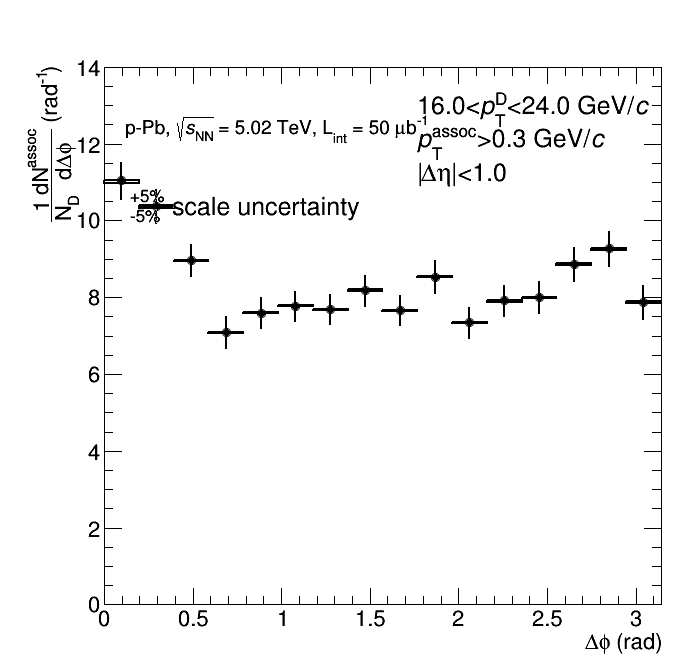 1 dN^assoc / N_D dΔϕ (rad^-1)
14
12
10
8
6
4
2
0
p-Pb, √s_NN = 5.02 TeV, L_int = 50 μb^-1
16.0<p_T^D<24.0 GeV/c
p_T^assoc>0.3 GeV/c
|Δη|<1.0
+5%
-5%
scale uncertainty
0 0.5 1 1.5 2 2.5 3
Δϕ (rad)